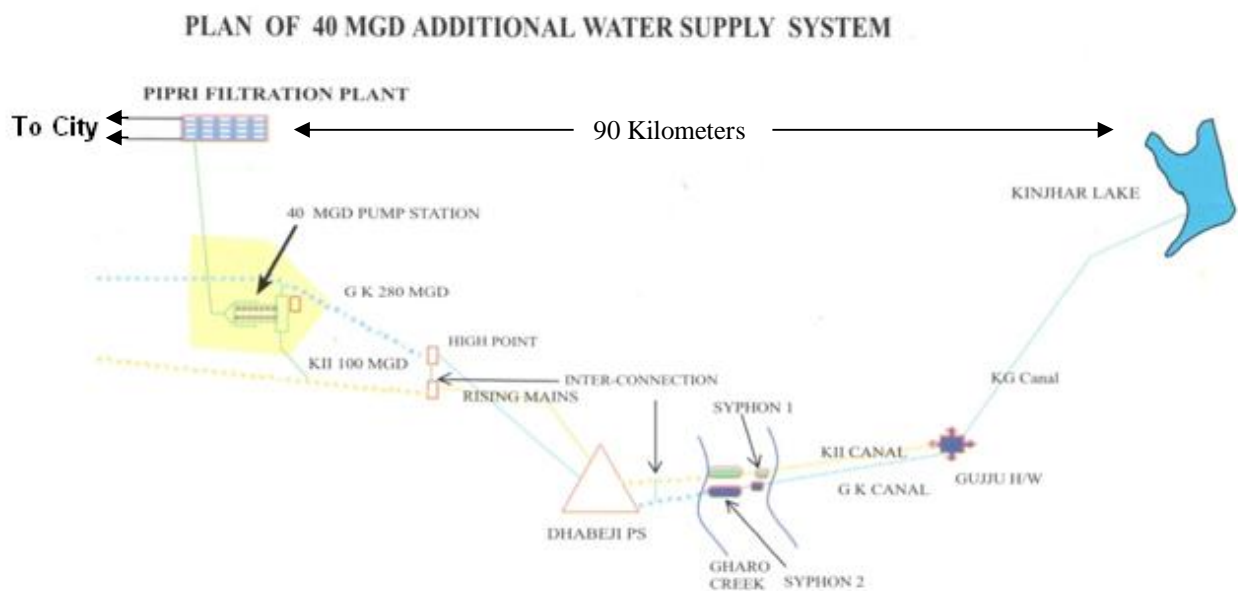 PLAN OF 40 MGD ADDITIONAL WATER SUPPLY SYSTEM
PIPRI FILTRATION PLANT
To City
90 Kilometers
KINJHAR LAKE
40 MGD PUMP STATION
G K 280 MGD
HIGH POINT
KII 100 MGD
INTER-CONNECTION
KG Canal
RISING MAINS
SYPHON 1
KII CANAL
GUJJU H/W
G K CANAL
DHABEJI PS
GHARO
CREEK
SYPHON 2